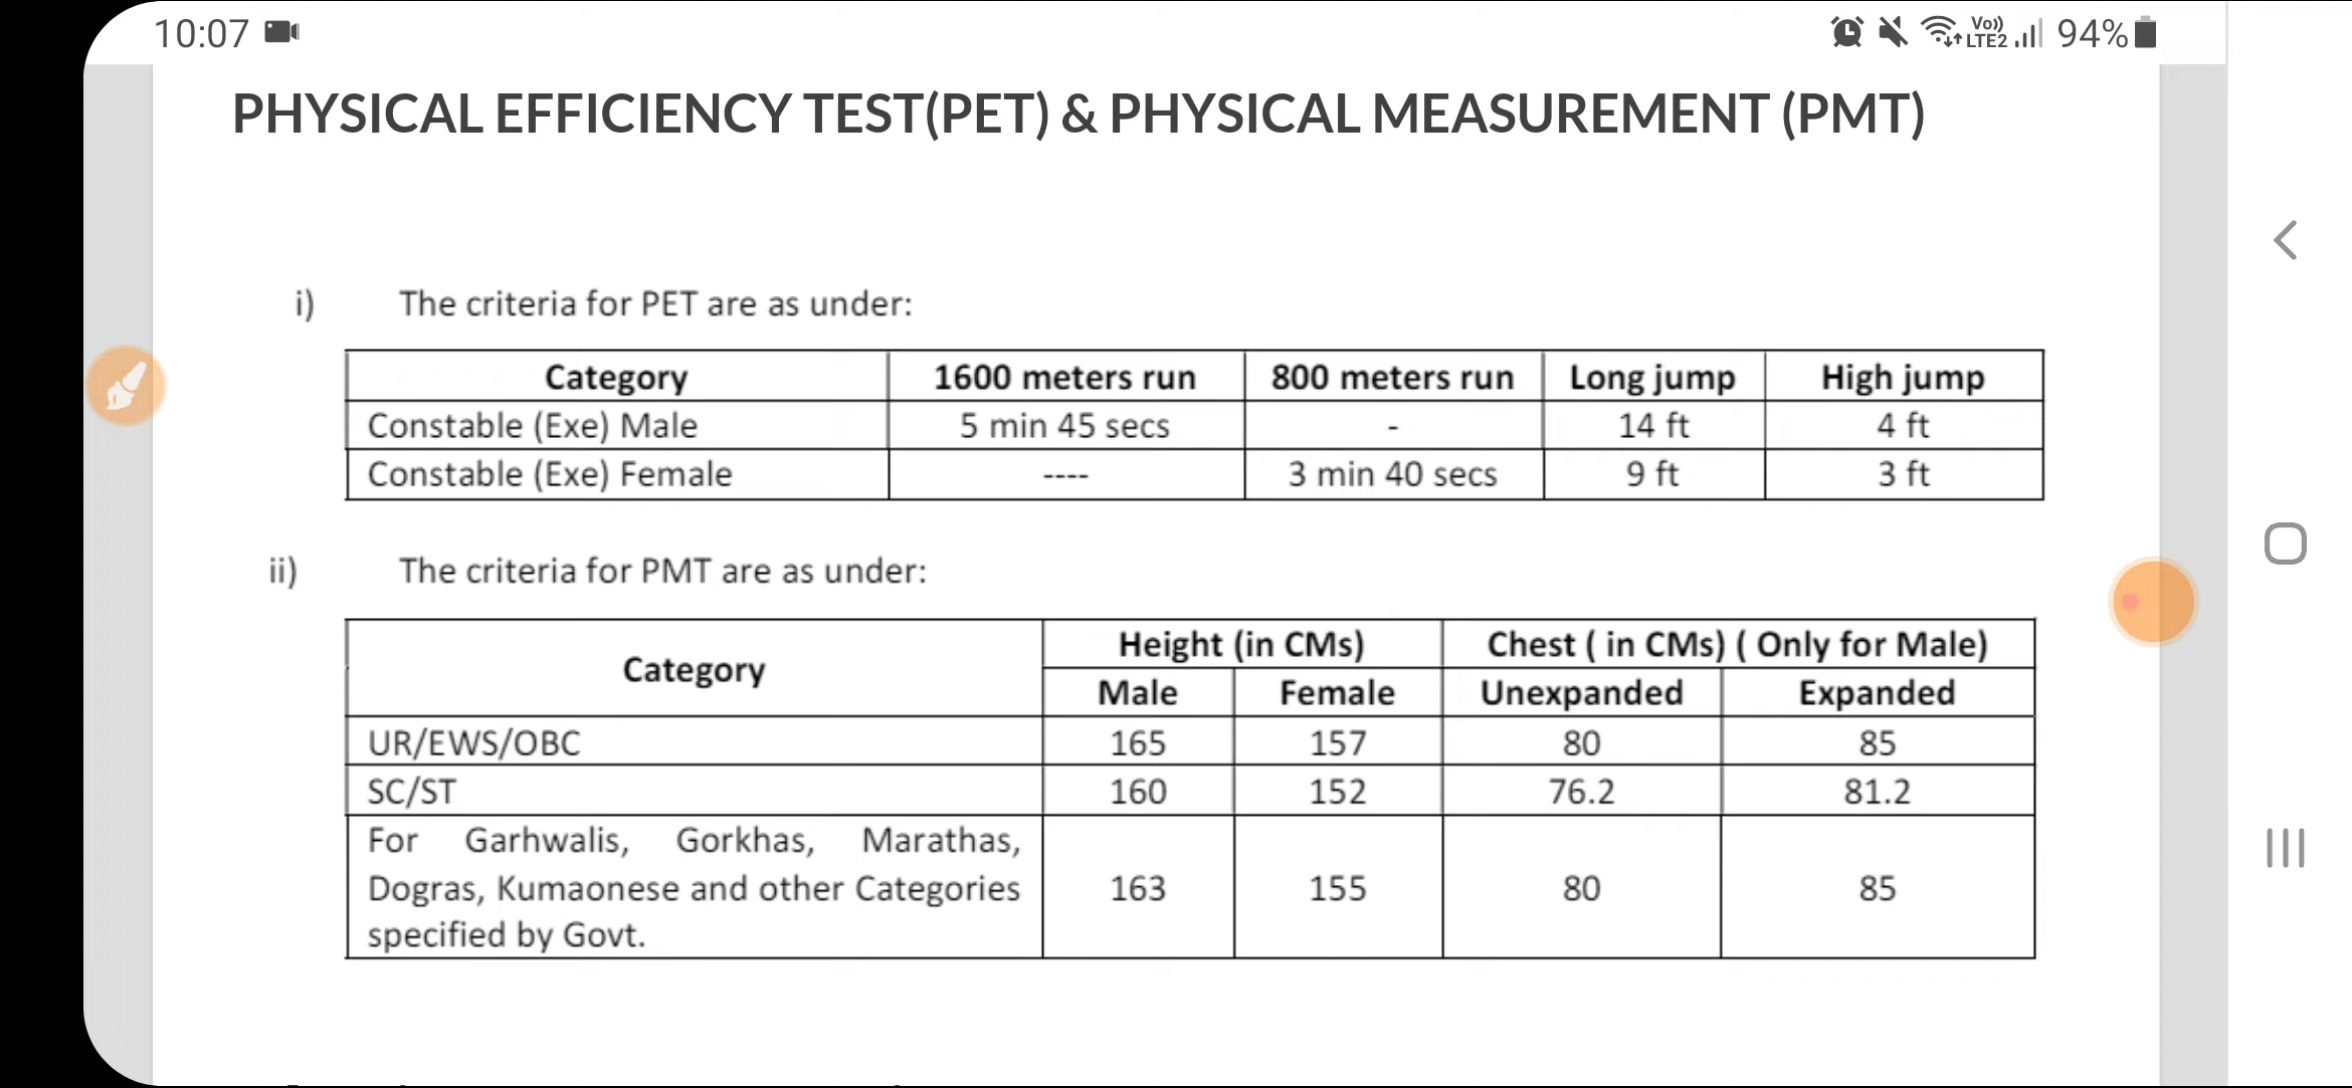 10:07 Vo)) LTE2 94%
PHYSICAL EFFICIENCY TEST(PET) & PHYSICAL MEASUREMENT (PMT)
i) The criteria for PET are as under:
Category 1600 meters run 800 meters run Long jump High jump
Constable (Exe) Male 5 min 45 secs - 14 ft 4 ft
Constable (Exe) Female ---- 3 min 40 secs 9 ft 3 ft
ii) The criteria for PMT are as under:
Category Height (in CMs) Chest ( in CMs) ( Only for Male)
Male Female Unexpanded Expanded
UR/EWS/OBC 165 157 80 85
SC/ST 160 152 76.2 81.2
For Garhwalis, Gorkhas, Marathas,
Dogras, Kumaonese and other Categories 163 155 80 85
specified by Govt.